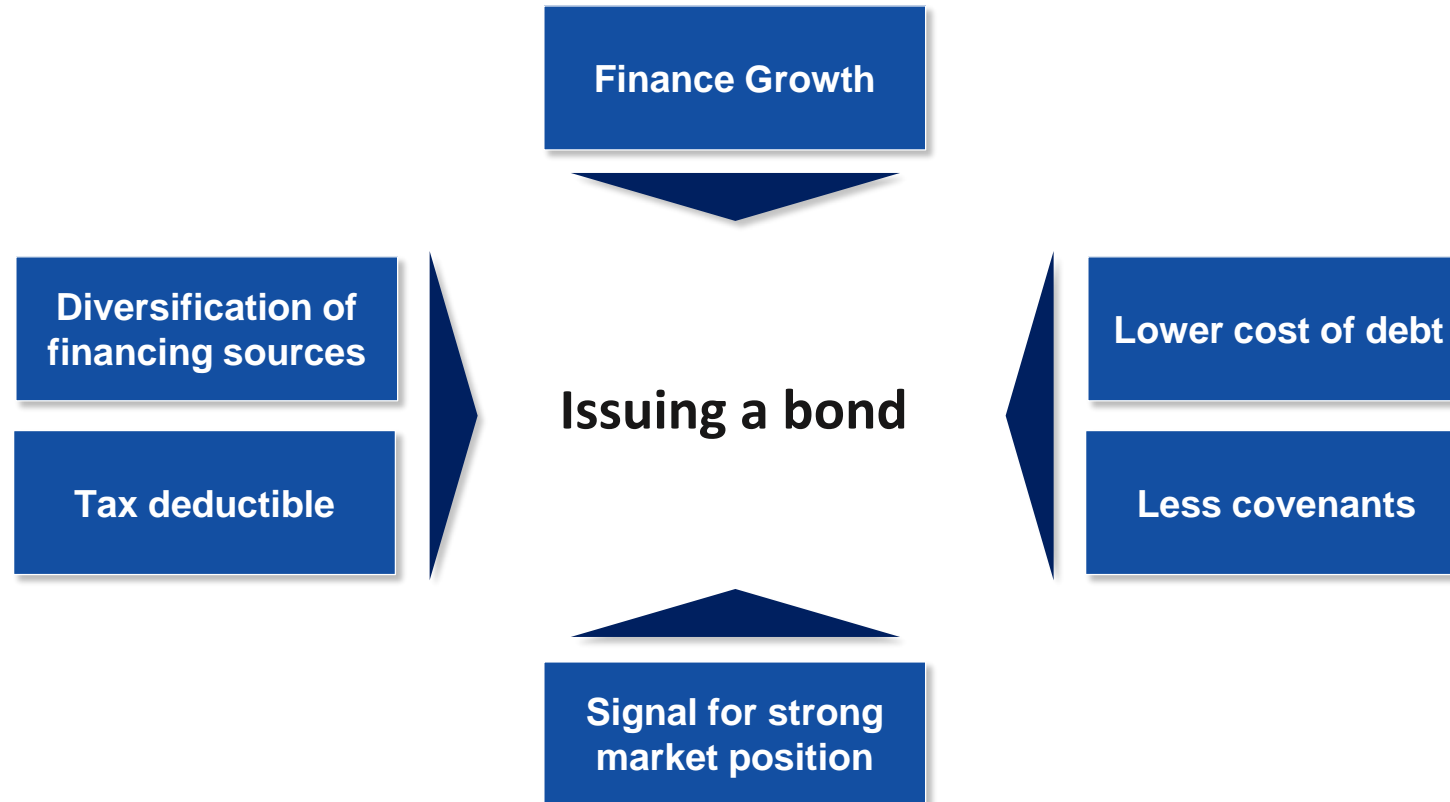 Finance Growth
Diversification of
financing sources
Tax deductible
Issuing a bond
Lower cost of debt
Less covenants
Signal for strong
market position